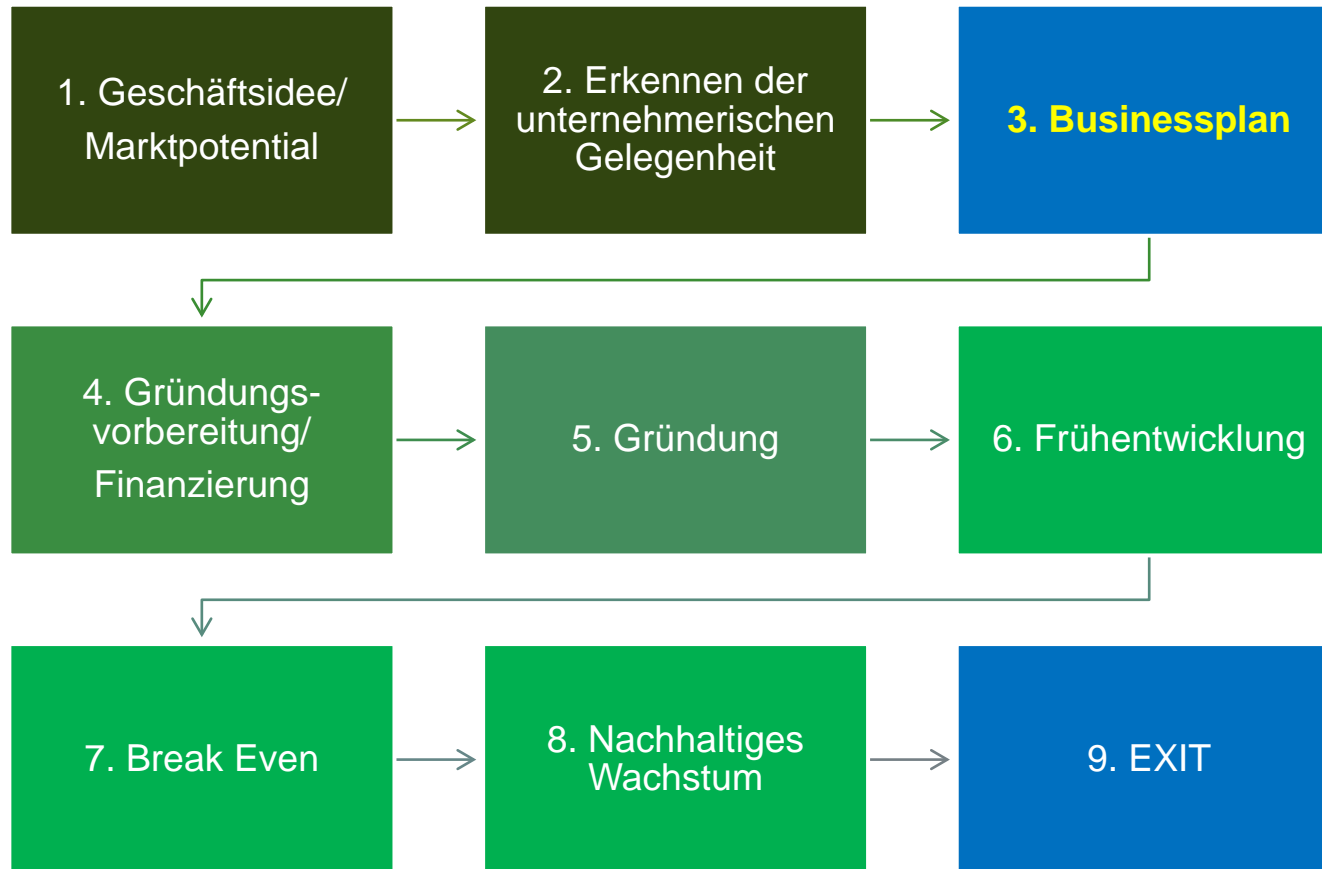 1. Geschäftsidee/
Marktpotential
2. Erkennen der
unternehmerischen
Gelegenheit
3. Businessplan
4. Gründungs-
vorbereitung/
Finanzierung
5. Gründung
6. Frühentwicklung
7. Break Even
8. Nachhaltiges
Wachstum
9. EXIT